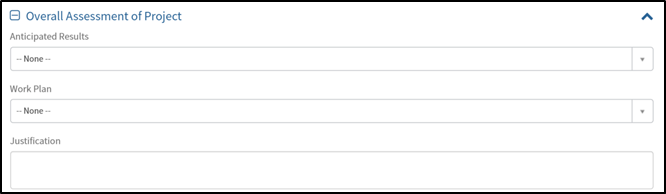 Overall Assessment of Project
Anticipated Results
-- None --
Work Plan
-- None --
Justification